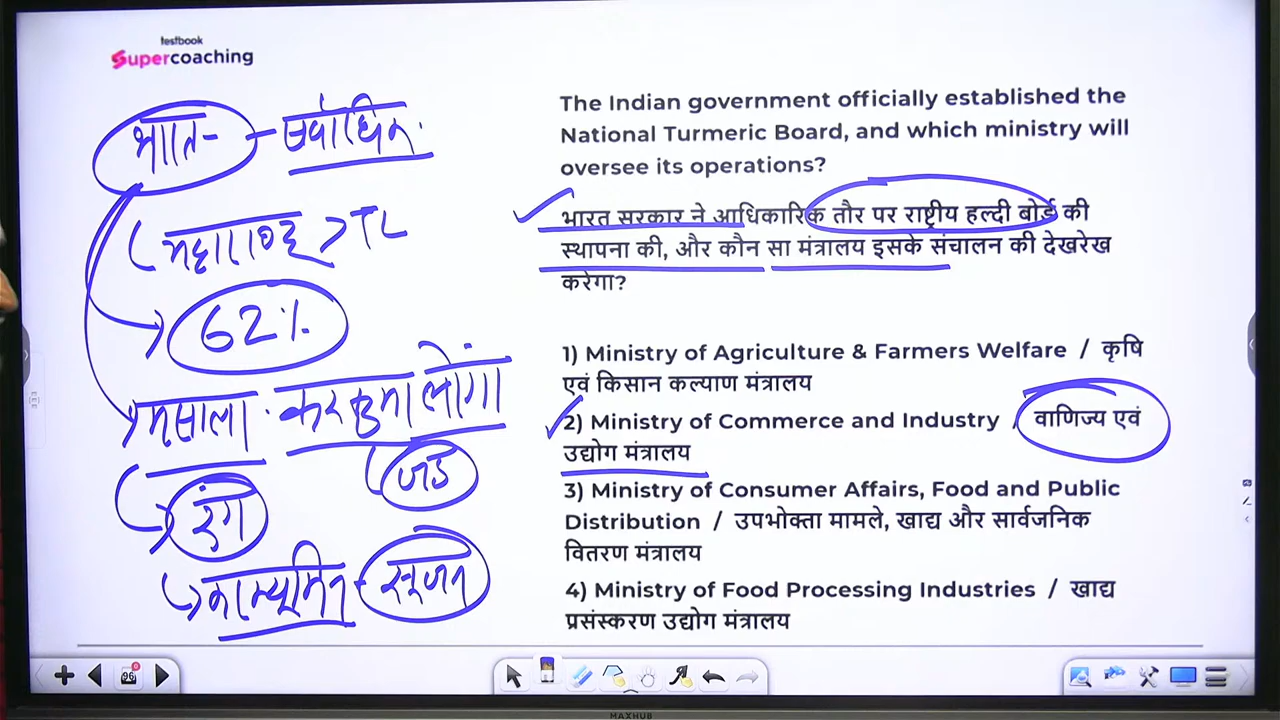 testbook
Supercoaching
The Indian government officially established the
National Turmeric Board, and which ministry will
oversee its operations?
भारत सरकार ने आधिकारिक तौर पर राष्ट्रीय हल्दी बोर्ड की
स्थापना की, और कौन सा मंत्रालय इसके संचालन की देखरेख
करेगा?
1) Ministry of Agriculture & Farmers Welfare / कृषि
एवं किसान कल्याण मंत्रालय
2) Ministry of Commerce and Industry / वाणिज्य एवं
उद्योग मंत्रालय
3) Ministry of Consumer Affairs, Food and Public
Distribution / उपभोक्ता मामले, खाद्य और सार्वजनिक
वितरण मंत्रालय
4) Ministry of Food Processing Industries / खाद्य
प्रसंस्करण उद्योग मंत्रालय
महाराष्ट्र > TL
62%
मसाला · करकुमा लोंगा
जड
रंग
सूजन
96
MAXHUB